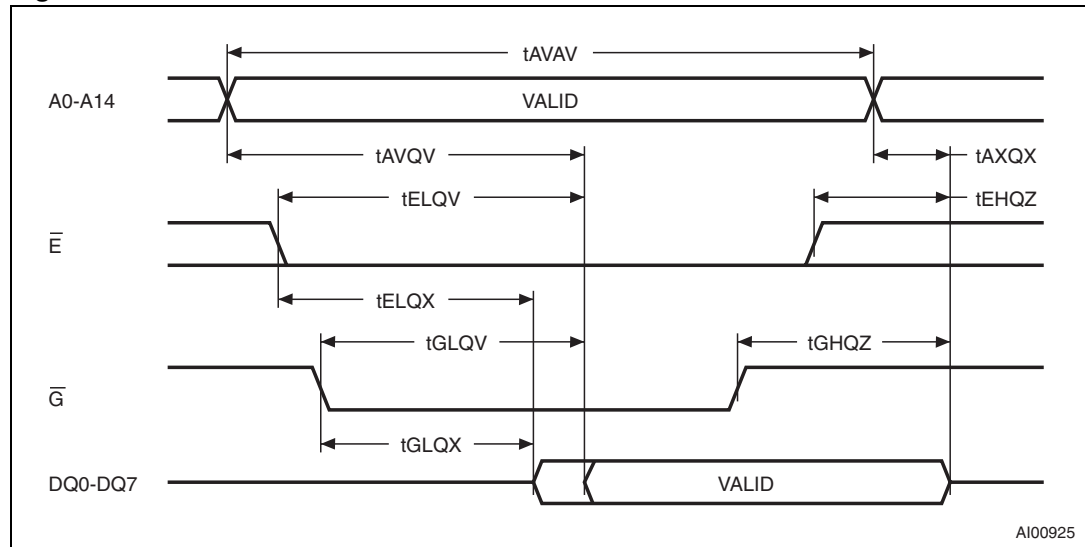 tAVAV
A0-A14 VALID
tAVQV tAXQX
tELQV tEHQZ
E̅
tELQX
tGLQV tGHQZ
G̅
tGLQX
DQ0-DQ7 VALID
AI00925